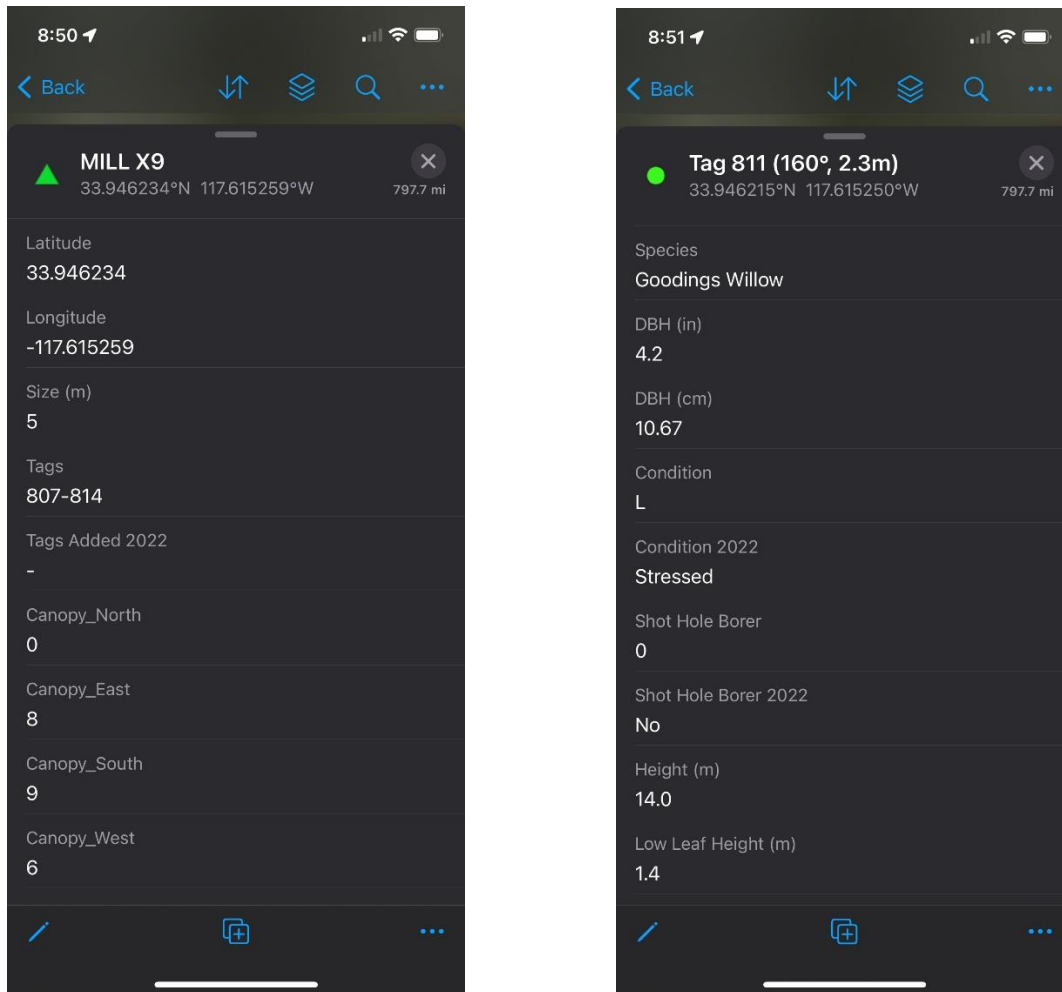 8:50
Back
MILL X9
33.946234°N 117.615259°W
797.7 mi
Latitude
33.946234
Longitude
-117.615259
Size (m)
5
Tags
807-814
Tags Added 2022
-
Canopy_North
0
Canopy_East
8
Canopy_South
9
Canopy_West
6
8:51
Back
Tag 811 (160°, 2.3m)
33.946215°N 117.615250°W
797.7 mi
Species
Goodings Willow
DBH (in)
4.2
DBH (cm)
10.67
Condition
L
Condition 2022
Stressed
Shot Hole Borer
0
Shot Hole Borer 2022
No
Height (m)
14.0
Low Leaf Height (m)
1.4